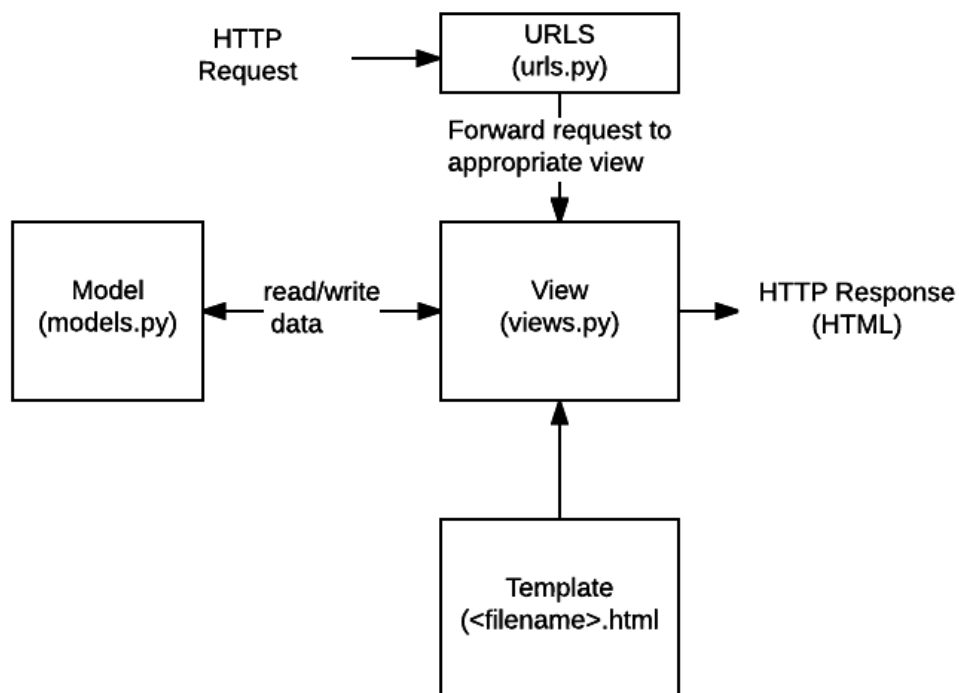 HTTP
Request
URLS
(urls.py)
Forward request to
appropriate view
Model
(models.py)
read/write
data
View
(views.py)
HTTP Response
(HTML)
Template
(<filename>.html